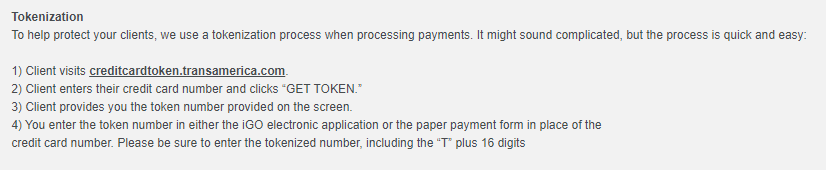 Tokenization
To help protect your clients, we use a tokenization process when processing payments. It might sound complicated, but the process is quick and easy:
1) Client visits creditcardtoken.transamerica.com.
2) Client enters their credit card number and clicks “GET TOKEN.”
3) Client provides you the token number provided on the screen.
4) You enter the token number in either the iGO electronic application or the paper payment form in place of the
credit card number. Please be sure to enter the tokenized number, including the “T” plus 16 digits